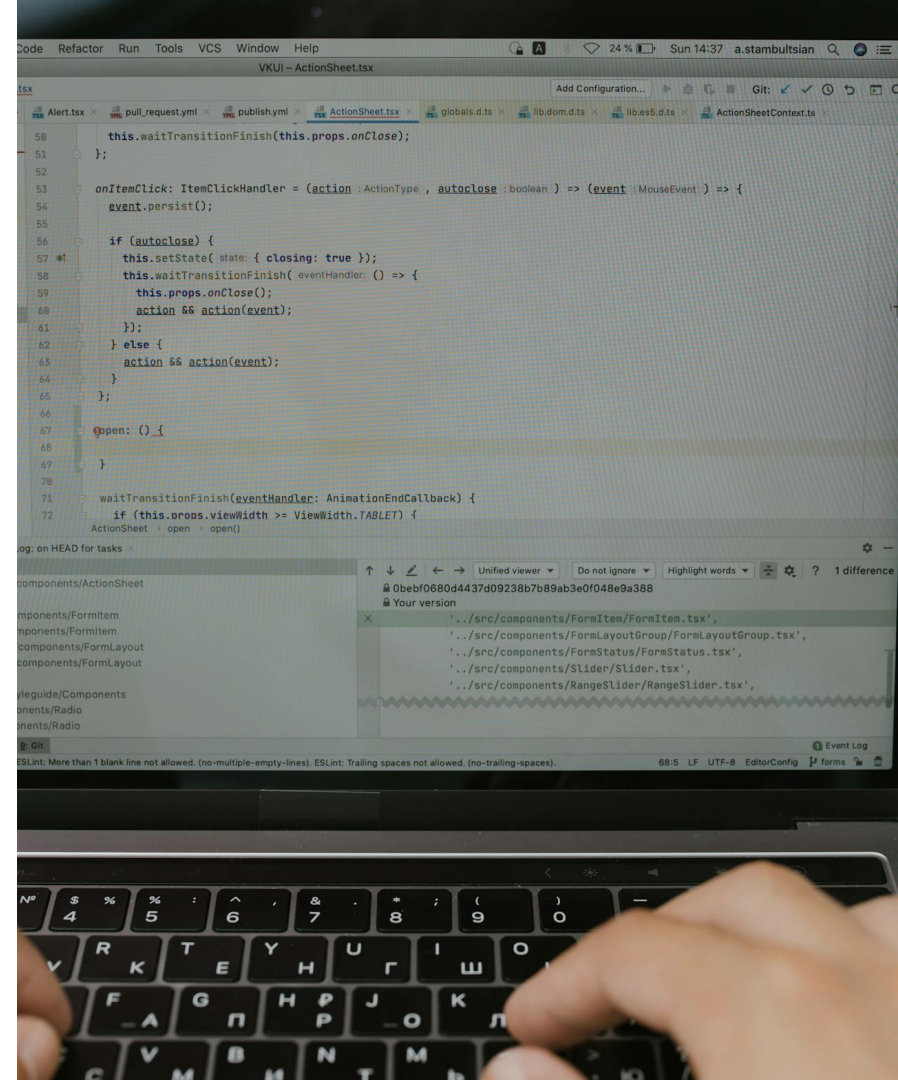 Code Refactor Run Tools VCS Window Help A 24 % Sun 14:37 a.stambultsian
VKUI – ActionSheet.tsx
.tsx Add Configuration... Git:
Alert.tsx pull_request.yml publish.yml ActionSheet.tsx globals.d.ts lib.dom.d.ts lib.es5.d.ts ActionSheetContext.ts
50 this.waitTransitionFinish(this.props.onClose);
51 };
52
53 onItemClick: ItemClickHandler = (action : ActionType , autoclose : boolean ) => (event : MouseEvent ) => {
54 event.persist();
55
56 if (autoclose) {
57 this.setState( state: { closing: true });
58 this.waitTransitionFinish( eventHandler: () => {
59 this.props.onClose();
60 action && action(event);
61 });
62 } else {
63 action && action(event);
64 }
65 };
66
67 open: () {
68
69 }
70
71 waitTransitionFinish(eventHandler: AnimationEndCallback) {
72 if (this.props.viewWidth >= ViewWidth.TABLET) {
ActionSheet › open › open()
Log: on HEAD for tasks
Unified viewer Do not ignore Highlight words ? 1 difference
components/ActionSheet
mponents/FormItem
mponents/FormItem
components/FormLayout
components/FormLayout
yleguide/Components
onents/Radio
onents/Radio
0bebf0680d4437d09238b7b89ab3e0f048e9a388
Your version
'../src/components/FormItem/FormItem.tsx',
'../src/components/FormLayoutGroup/FormLayoutGroup.tsx',
'../src/components/FormStatus/FormStatus.tsx',
'../src/components/Slider/Slider.tsx',
'../src/components/RangeSlider/RangeSlider.tsx',
9: Git 1 Event Log
ESLint: More than 1 blank line not allowed. (no-multiple-empty-lines). ESLint: Trailing spaces not allowed. (no-trailing-spaces). 68:5 LF UTF-8 EditorConfig forms
№ $ 4 % % 5 : ^ 6 , & 7 . * 8 ; ( 9 ) 0 —
У R К T Е Y Н U Г I Ш O
F А G П H Р ₽ J О K Л
С V М B И N Т M Ь > Ю